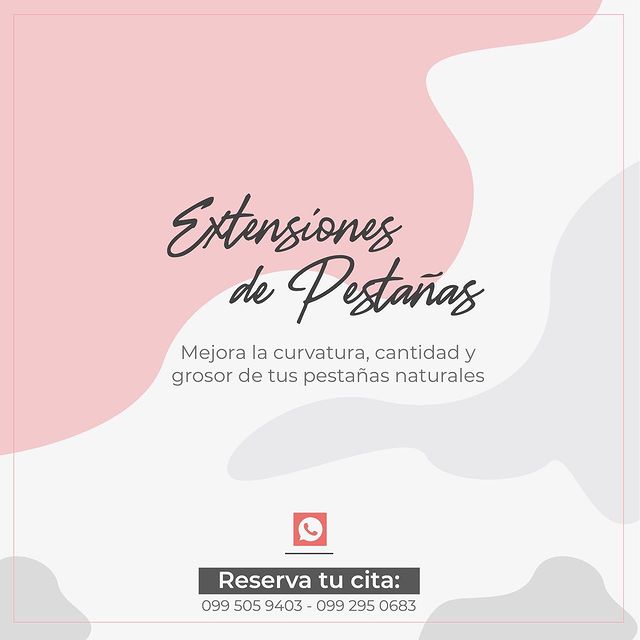 Extensiones
de Pestañas
Mejora la curvatura, cantidad y
grosor de tus pestañas naturales
Reserva tu cita:
099 505 9403 - 099 295 0683